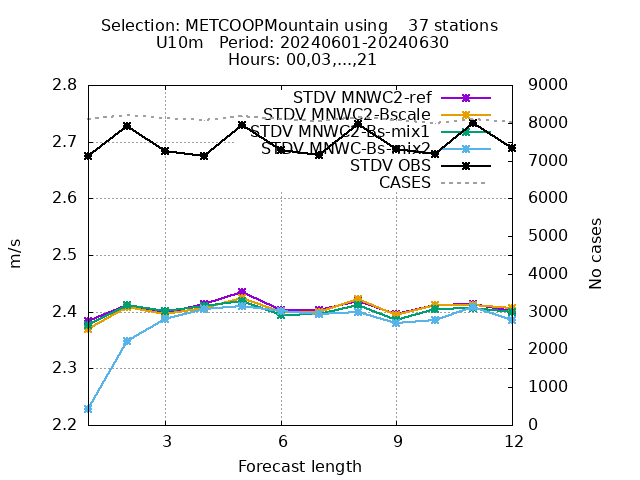 Selection: METCOOPMountain using    37 stations
U10m   Period: 20240601-20240630
Hours: 00,03,...,21
2.8
2.7
2.6
2.5
2.4
2.3
2.2
9000
8000
7000
6000
5000
4000
3000
2000
1000
0
STDV MNWC2-ref
STDV MNWC2-Bscale
STDV MNWC2-Bs-mix1
STDV MNWC-Bs-mix2
STDV OBS
CASES
m/s
No cases
3
6
9
12
Forecast length